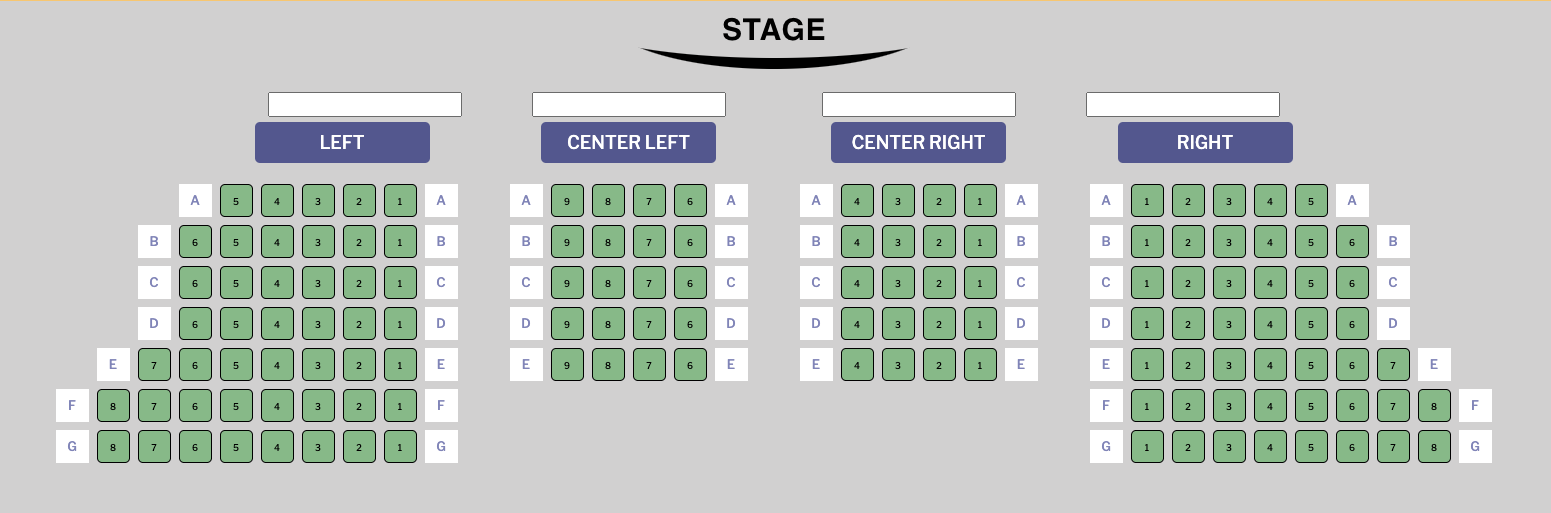 STAGE
LEFT CENTER LEFT CENTER RIGHT RIGHT
A 5 4 3 2 1 A A 9 8 7 6 A A 4 3 2 1 A A 1 2 3 4 5 A
B 6 5 4 3 2 1 B B 9 8 7 6 B B 4 3 2 1 B B 1 2 3 4 5 6 B
C 6 5 4 3 2 1 C C 9 8 7 6 C C 4 3 2 1 C C 1 2 3 4 5 6 C
D 6 5 4 3 2 1 D D 9 8 7 6 D D 4 3 2 1 D D 1 2 3 4 5 6 D
E 7 6 5 4 3 2 1 E E 9 8 7 6 E E 4 3 2 1 E E 1 2 3 4 5 6 7 E
F 8 7 6 5 4 3 2 1 F F 1 2 3 4 5 6 7 8 F
G 8 7 6 5 4 3 2 1 G G 1 2 3 4 5 6 7 8 G